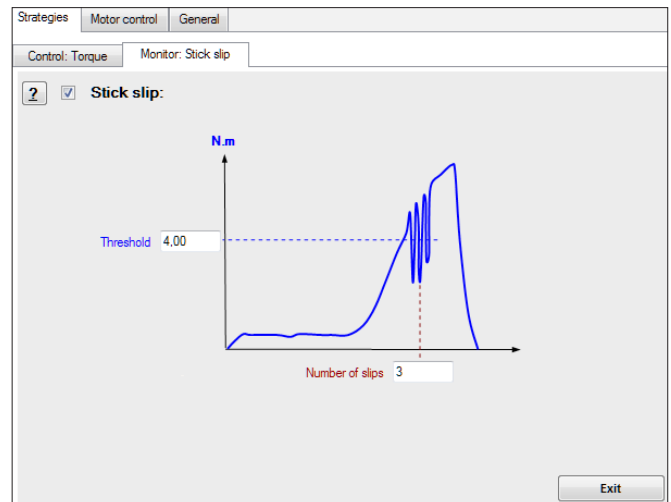 Strategies Motor control General
Control: Torque Monitor: Stick slip
? Stick slip:
N.m
Threshold 4,00
Number of slips 3
Exit